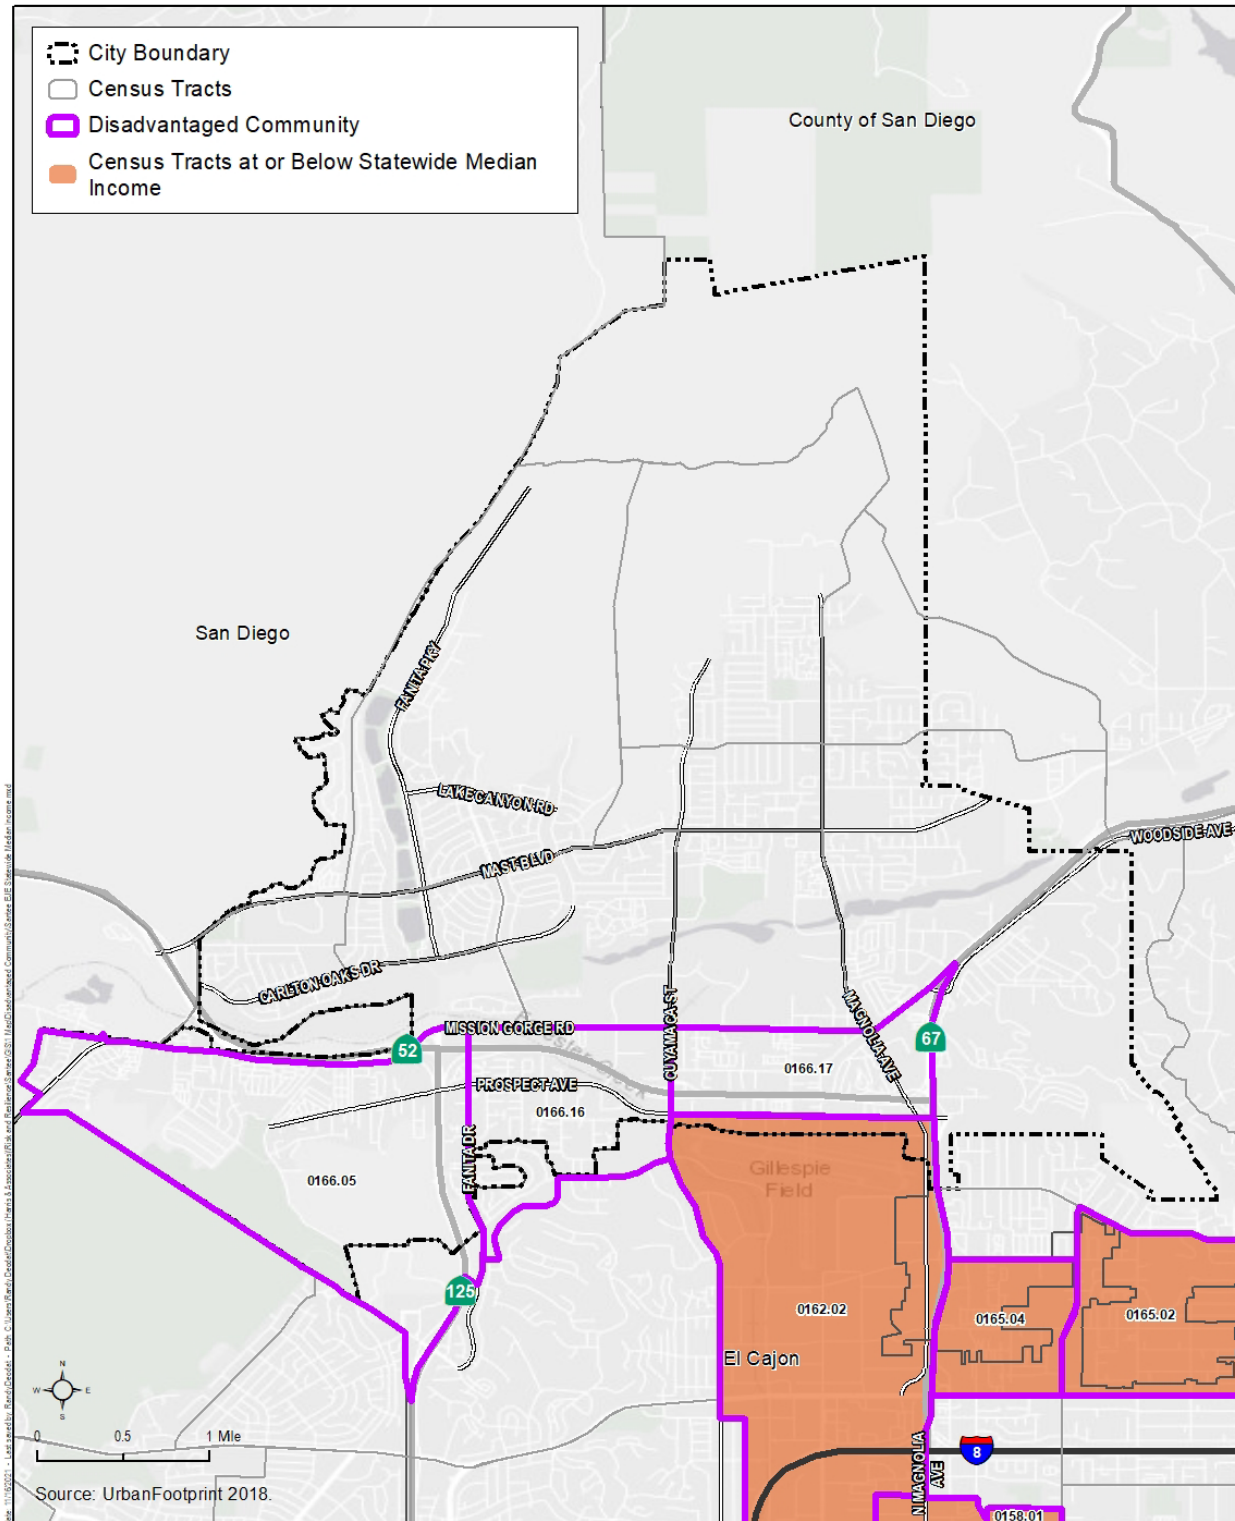 City Boundary
Census Tracts
Disadvantaged Community
Census Tracts at or Below Statewide Median
Income
County of San Diego
San Diego
FANITA PKY
LAKE CANYON RD
MAST BLVD
WOODSIDE AVE
CARLTON OAKS DR
CUYAMACA ST
MAGNOLIA AVE
MISSION GORGE RD
52
67
0166.17
PROSPECT AVE
0166.16
FANITA DR
0166.05
Gillespie
Field
125
0162.02
0165.04
0165.02
El Cajon
N
W E
S
0 0.5 1 Mile
8
N MAGNOLIA
AVE
Source: UrbanFootprint 2018.
0158.01